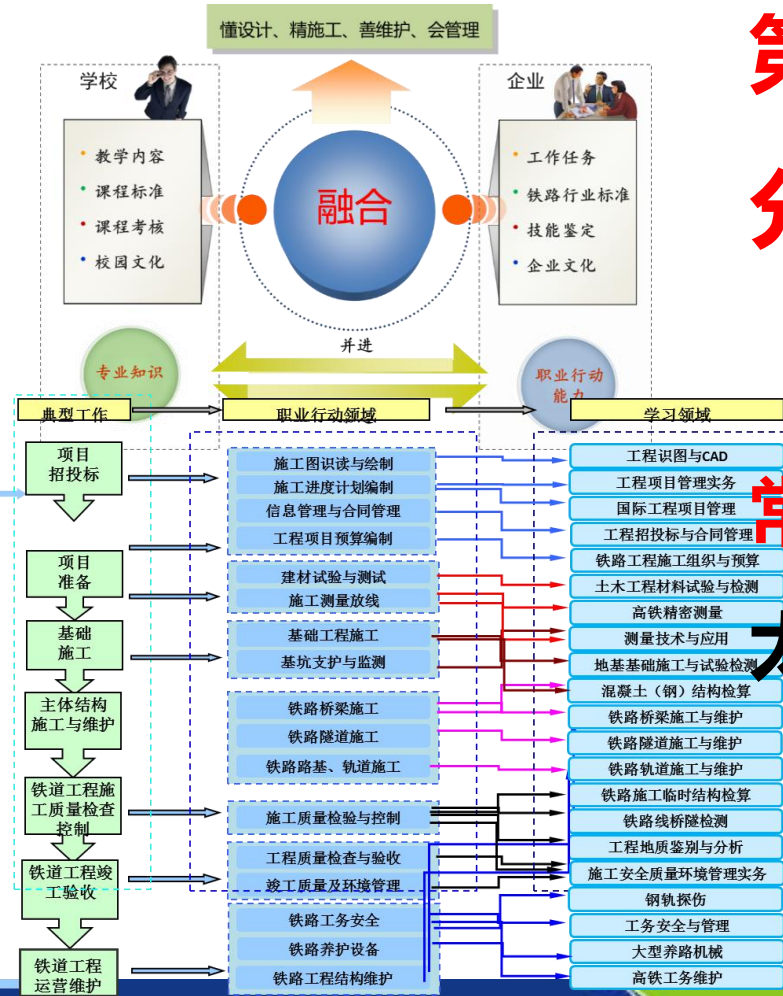 懂设计、精施工、善维护、会管理
学校
企业
教学内容
课程标准
课程考核
校园文化
融合
工作任务
铁路行业标准
技能鉴定
企业文化
并进
专业知识
职业行动
能力
典型工作
职业行动领域
学习领域
项目
招投标
项目
准备
基础
施工
主体结构
施工与维护
铁道工程施
工质量检查
控制
铁道工程竣
工验收
铁道工程
运营维护
施工图识读与绘制
施工进度计划编制
信息管理与合同管理
工程项目预算编制
建材试验与测试
施工测量放线
基础工程施工
基坑支护与监测
铁路桥梁施工
铁路隧道施工
铁路路基、轨道施工
施工质量检验与控制
工程质量检查与验收
竣工质量及环境管理
铁路工务安全
铁路养护设备
铁路工程结构维护
工程识图与CAD
工程项目管理实务
国际工程项目管理
工程招投标与合同管理
铁路工程施工组织与预算
土木工程材料试验与检测
高铁精密测量
测量技术与应用
地基基础施工与试验检测
混凝土（钢）结构检算
铁路桥梁施工与维护
铁路隧道施工与维护
铁路轨道施工与维护
铁路施工临时结构检算
铁路线桥隧检测
工程地质鉴别与分析
施工安全质量环境管理实务
钢轨探伤
工务安全与管理
大型养路机械
高铁工务维护
第